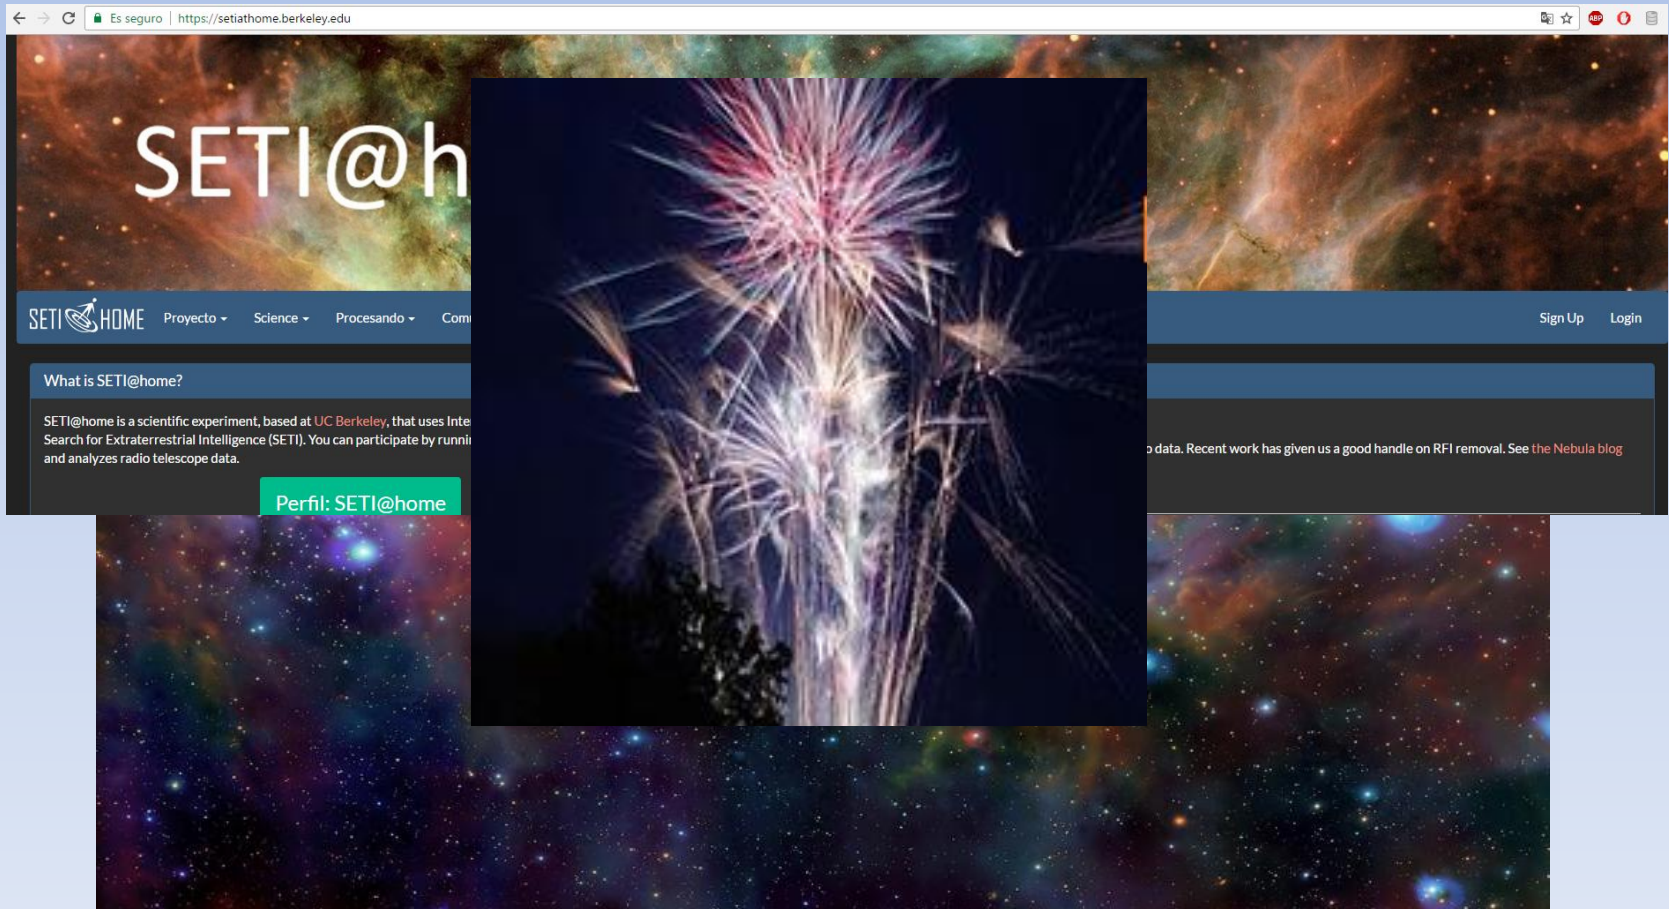 Es seguro | https://setiathome.berkeley.edu
ABP
SETI@h
SETI HOME Proyecto Science Procesando Sign Up Login
What is SETI@home?
SETI@home is a scientific experiment, based at UC Berkeley, that uses
Search for Extraterrestrial Intelligence (SETI). You can participate by
and analyzes radio telescope data.
data. Recent work has given us a good handle on RFI removal. See the Nebula blog
Perfil: SETI@home